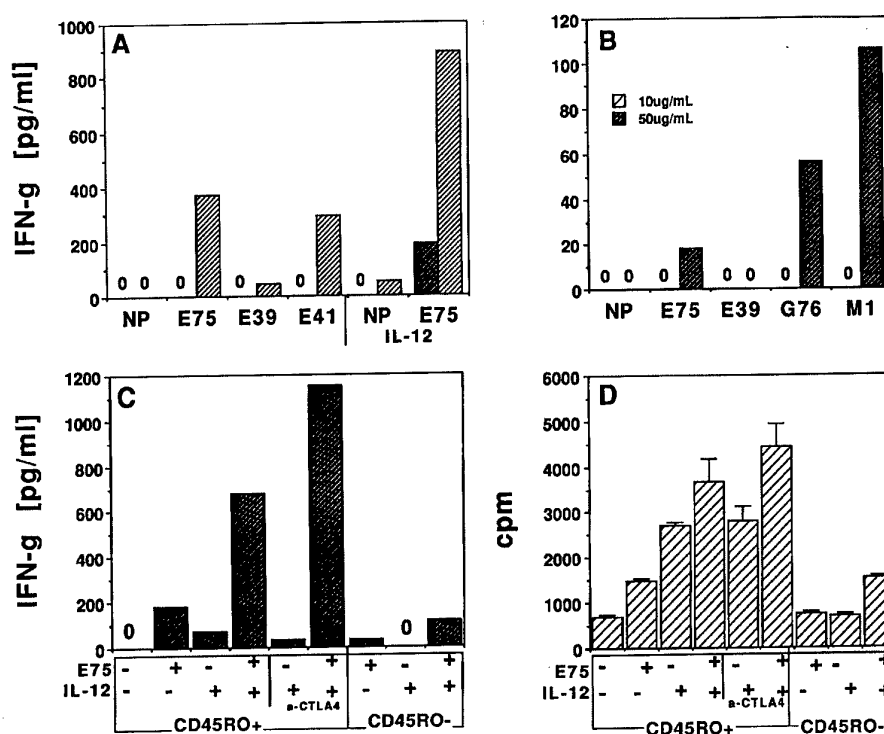 A
IFN-g [pg/ml]
1000
800
600
400
200
0
0 0 0 0 0 0
NP E75 E39 E41 NP E75
IL-12
B
120
100
80
60
40
20
0
10ug/mL
50ug/mL
0 0 0 0 0 0 0
NP E75 E39 G76 M1
C
IFN-g [pg/ml]
1200
1000
800
600
400
200
0
0 0
E75 - + - + - + + - +
IL-12 - - + + + + - + +
a-CTLA4
CD45RO+ CD45RO-
D
cpm
6000
5000
4000
3000
2000
1000
0
E75 - + - + - + + - +
IL-12 - - + + + + - + +
a-CTLA4
CD45RO+ CD45RO-